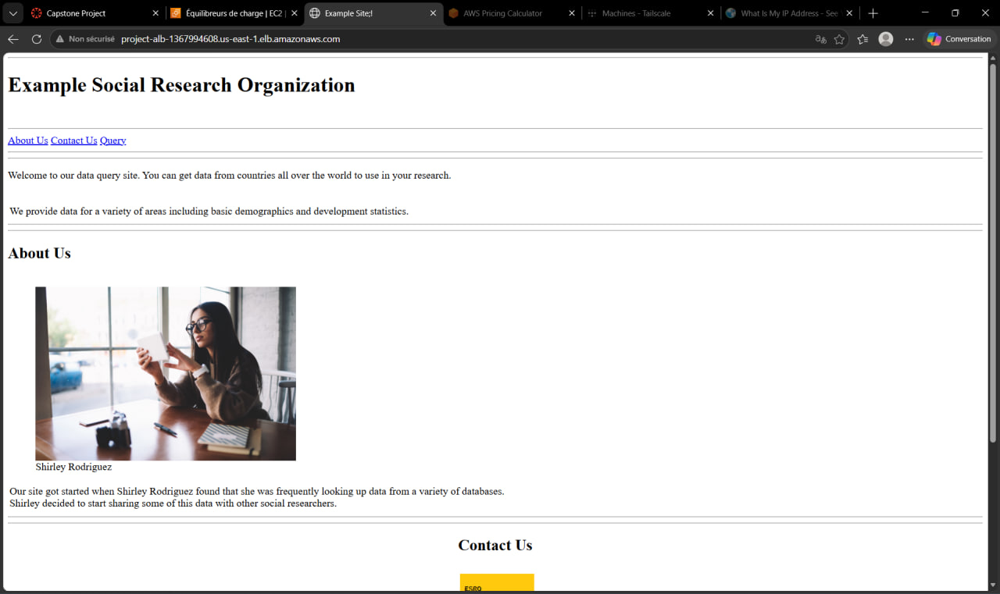 Capstone Project
Équilibreurs de charge | EC2 |
Example Site;l
AWS Pricing Calculator
Machines - Tailscale
What Is My IP Address - See
Non sécurisé
project-alb-1367994608.us-east-1.elb.amazonaws.com
Conversation
Example Social Research Organization
About Us Contact Us Query
Welcome to our data query site. You can get data from countries all over the world to use in your research.
We provide data for a variety of areas including basic demographics and development statistics.
About Us
Shirley Rodriguez
Our site got started when Shirley Rodriguez found that she was frequently looking up data from a variety of databases.
Shirley decided to start sharing some of this data with other social researchers.
Contact Us
ESRO